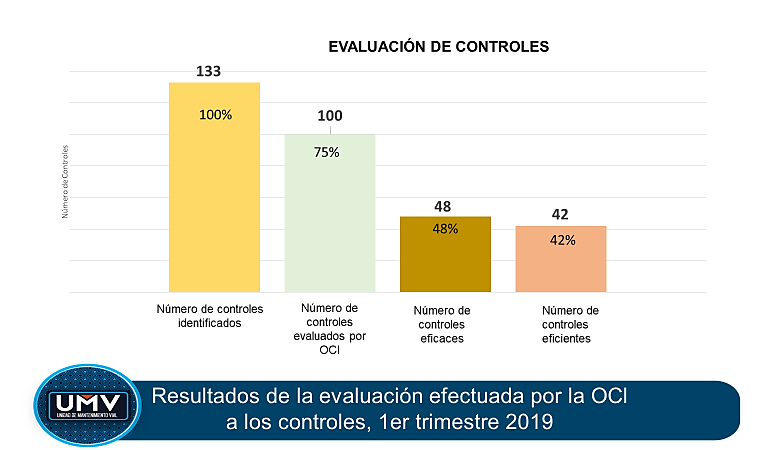 EVALUACIÓN DE CONTROLES
133
100%
100
75%
48
48%
42
42%
Número de Controles
Número de controles
identificados
Número de
controles
evaluados por
OCI
Número de
controles
eficaces
Número de
controles
eficientes
UMV
UNIDAD DE MANTENIMIENTO VIAL
Resultados de la evaluación efectuada por la OCI
a los controles, 1er trimestre 2019